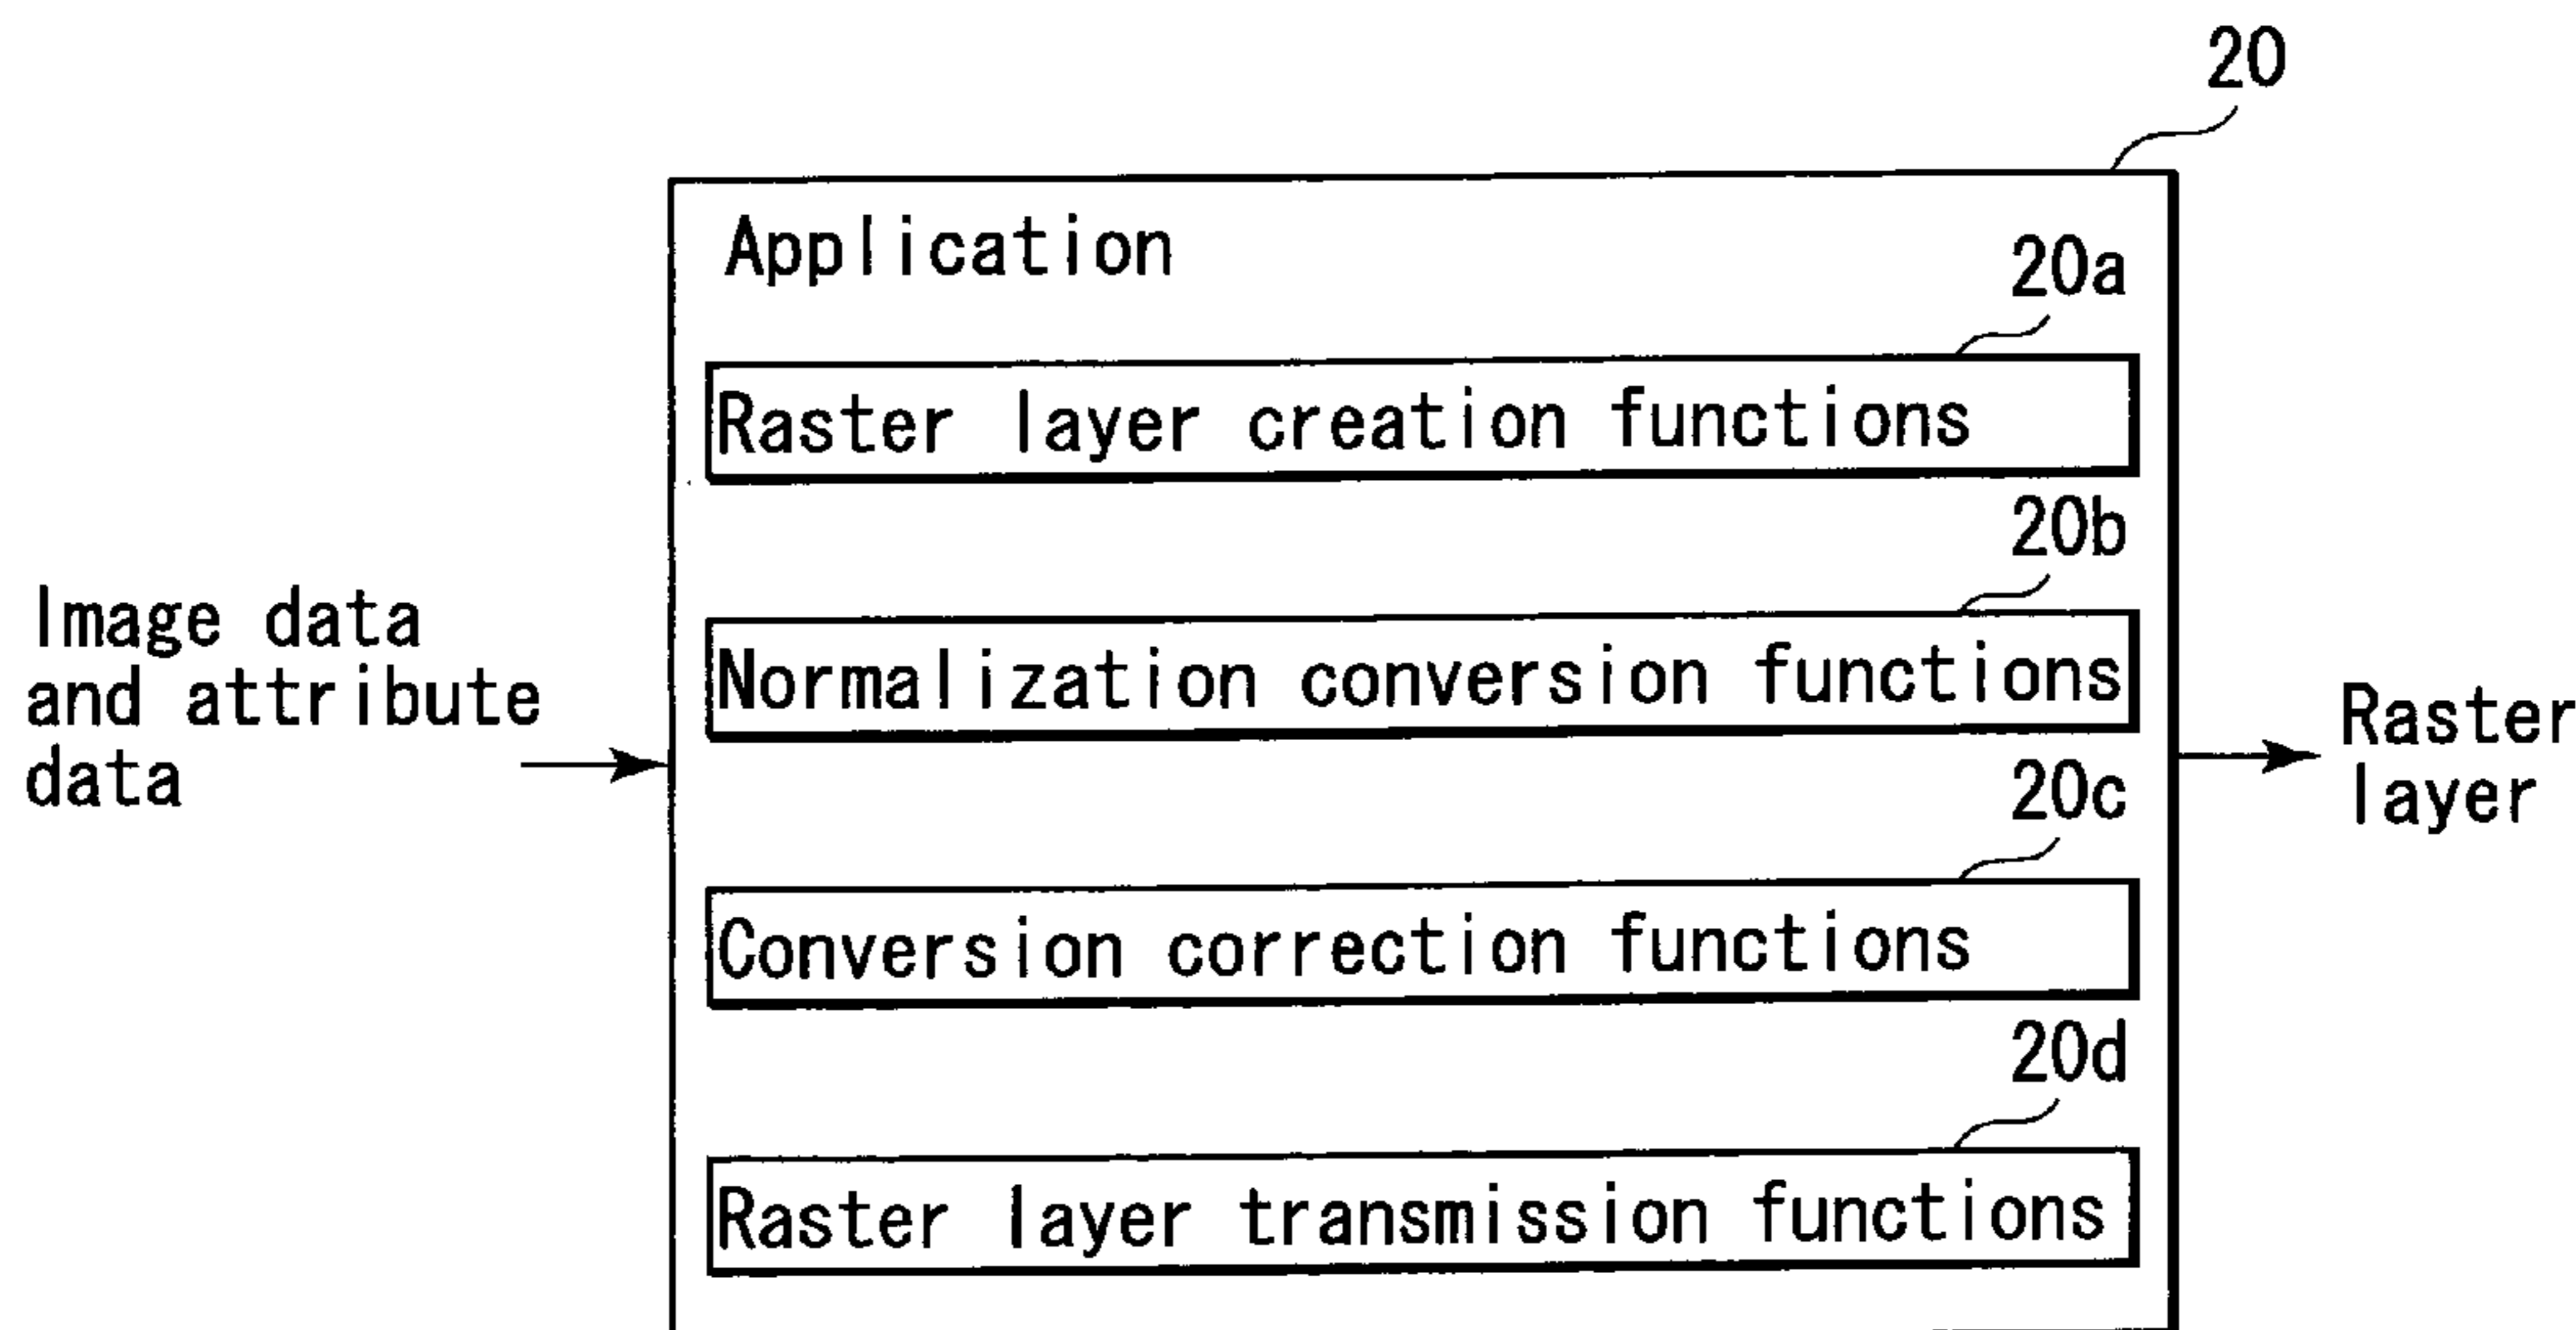 20
Application
20a
Raster layer creation functions
20b
Normalization conversion functions
Image data
and attribute
data
Raster
layer
20c
Conversion correction functions
20d
Raster layer transmission functions